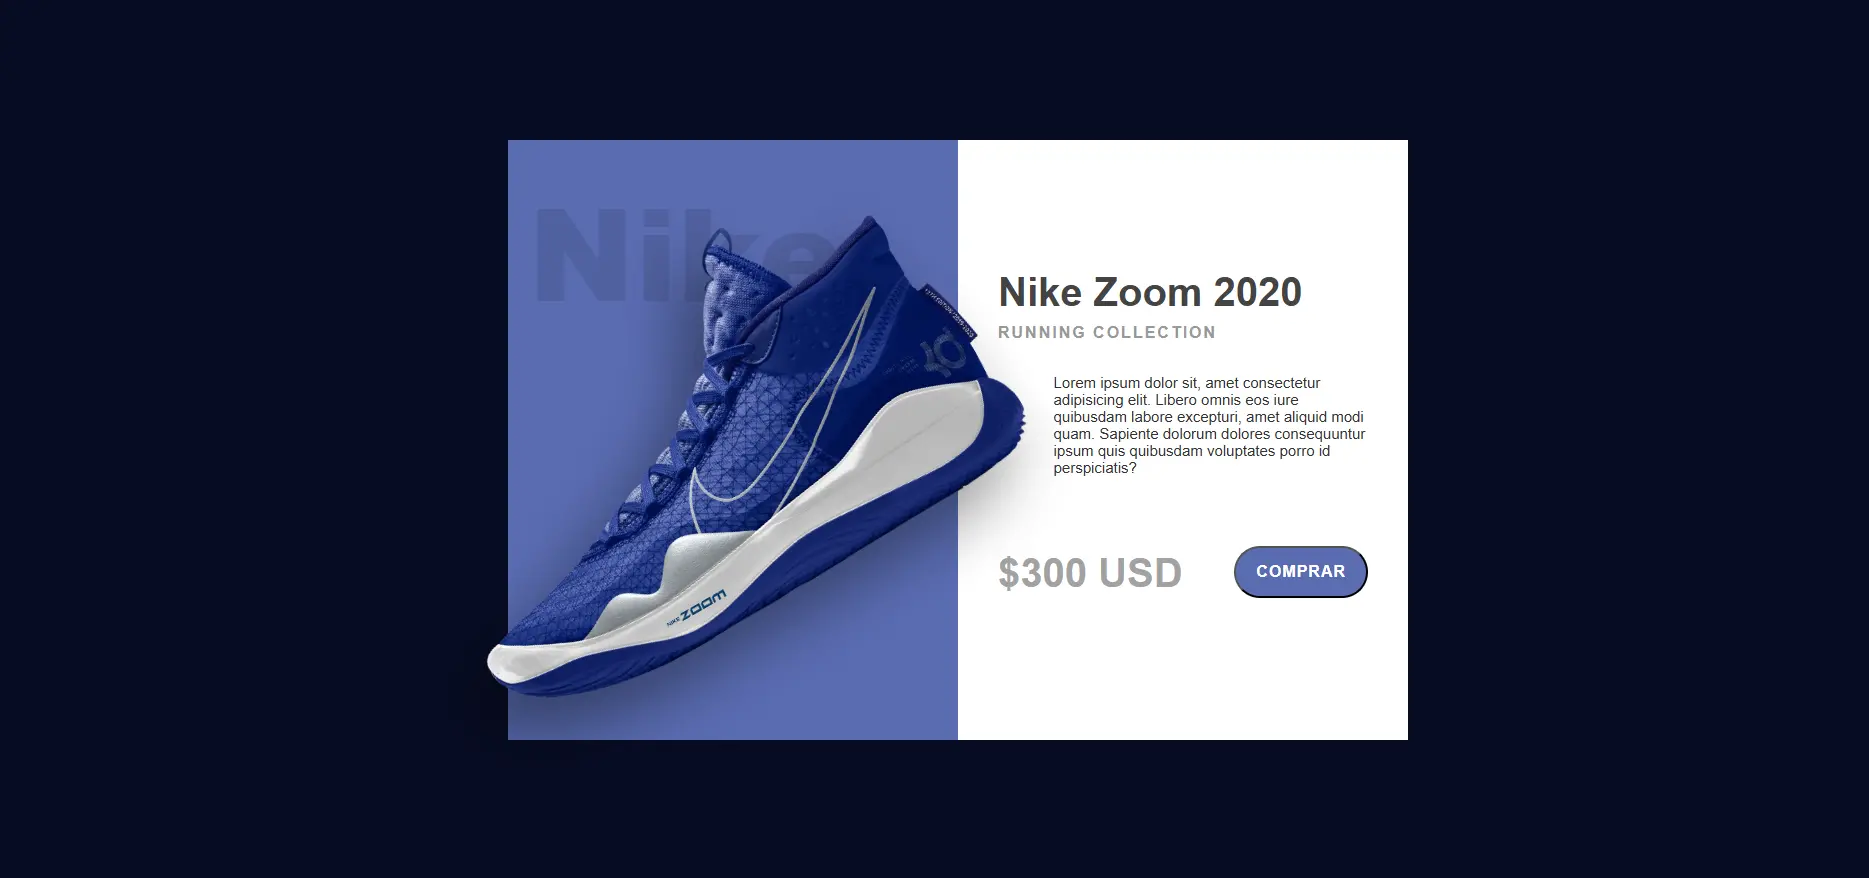 Nike
Nike Zoom 2020
RUNNING COLLECTION
Lorem ipsum dolor sit, amet consectetur
adipisicing elit. Libero omnis eos iure
quibusdam labore excepturi, amet aliquid modi
quam. Sapiente dolorum dolores consequuntur
ipsum quis quibusdam voluptates porro id
perspiciatis?
$300 USD
COMPRAR
NIKE ZOOM